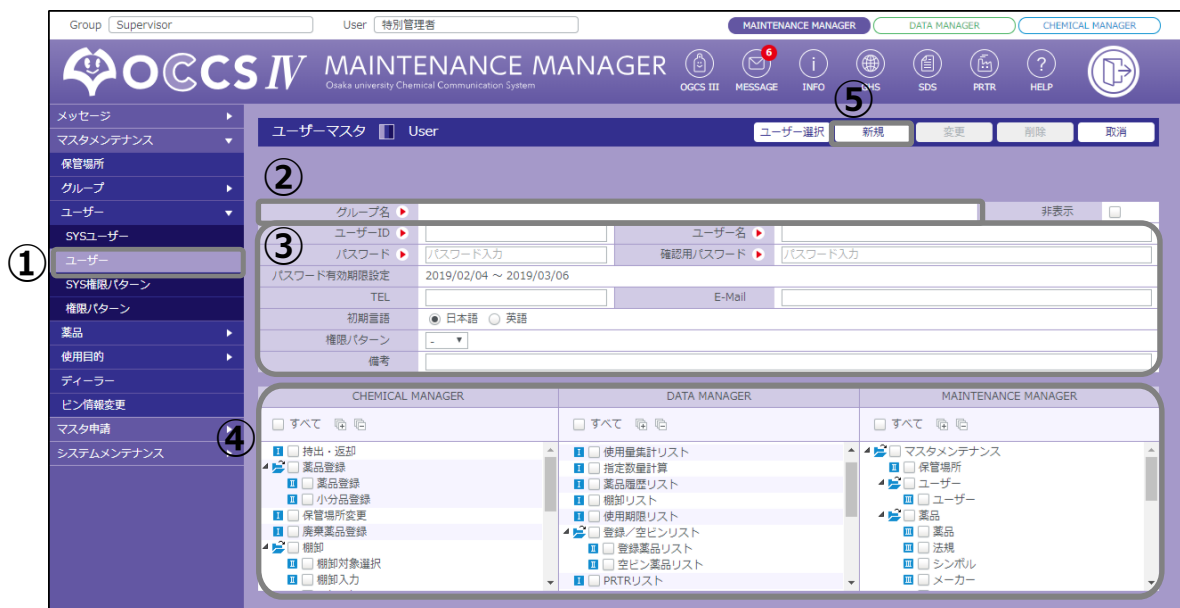 Group Supervisor User 特別管理者 MAINTENANCE MANAGER DATA MANAGER CHEMICAL MANAGER
OCCS IV MAINTENANCE MANAGER
Osaka university Chemical Communication System
6
OGCS III MESSAGE INFO GHS SDS PRTR HELP
⑤
メッセージ
マスタメンテナンス
保管場所
グループ
ユーザー
SYSユーザー
①
ユーザー
SYS権限パターン
権限パターン
薬品
使用目的
ディーラー
ビン情報変更
マスタ申請
システムメンテナンス
ユーザーマスタ User ユーザー選択 新規 変更 削除 取消
②
グループ名 非表示
③
ユーザーID ユーザー名
パスワード パスワード入力 確認用パスワード パスワード入力
パスワード有効期限設定 2019/02/04 ~ 2019/03/06
TEL E-Mail
初期言語 日本語 英語
権限パターン -
備考
④
CHEMICAL MANAGER
すべて
I 持出・返却
薬品登録
II 薬品登録
II 小分品登録
I 保管場所変更
I 廃棄薬品登録
棚卸
II 棚卸対象選択
II 棚卸入力
DATA MANAGER
すべて
I 使用量集計リスト
I 指定数量計算
I 薬品履歴リスト
I 棚卸リスト
I 使用期限リスト
登録／空ビンリスト
II 登録薬品リスト
II 空ビン薬品リスト
I PRTRリスト
MAINTENANCE MANAGER
すべて
マスタメンテナンス
II 保管場所
ユーザー
III ユーザー
薬品
III 薬品
III 法規
III シンボル
III メーカー